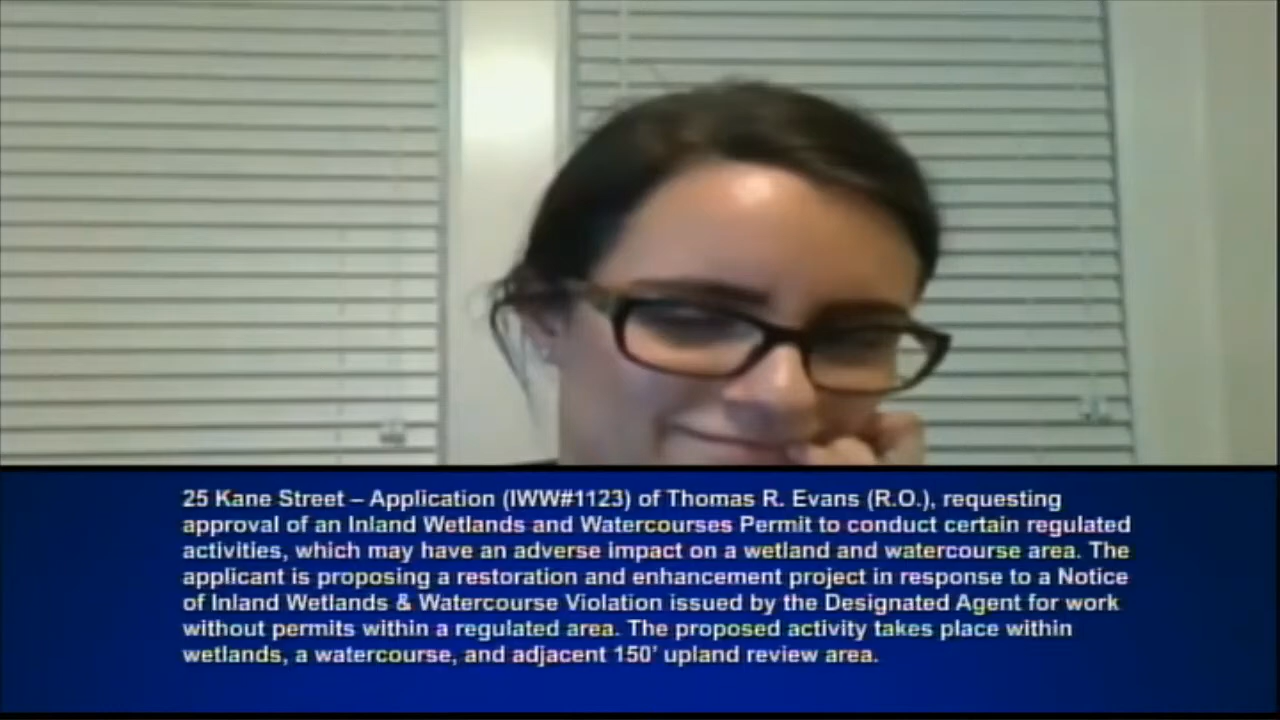 25 Kane Street – Application (IWW#1123) of Thomas R. Evans (R.O.), requesting
approval of an Inland Wetlands and Watercourses Permit to conduct certain regulated
activities, which may have an adverse impact on a wetland and watercourse area. The
applicant is proposing a restoration and enhancement project in response to a Notice
of Inland Wetlands & Watercourse Violation issued by the Designated Agent for work
without permits within a regulated area. The proposed activity takes place within
wetlands, a watercourse, and adjacent 150' upland review area.